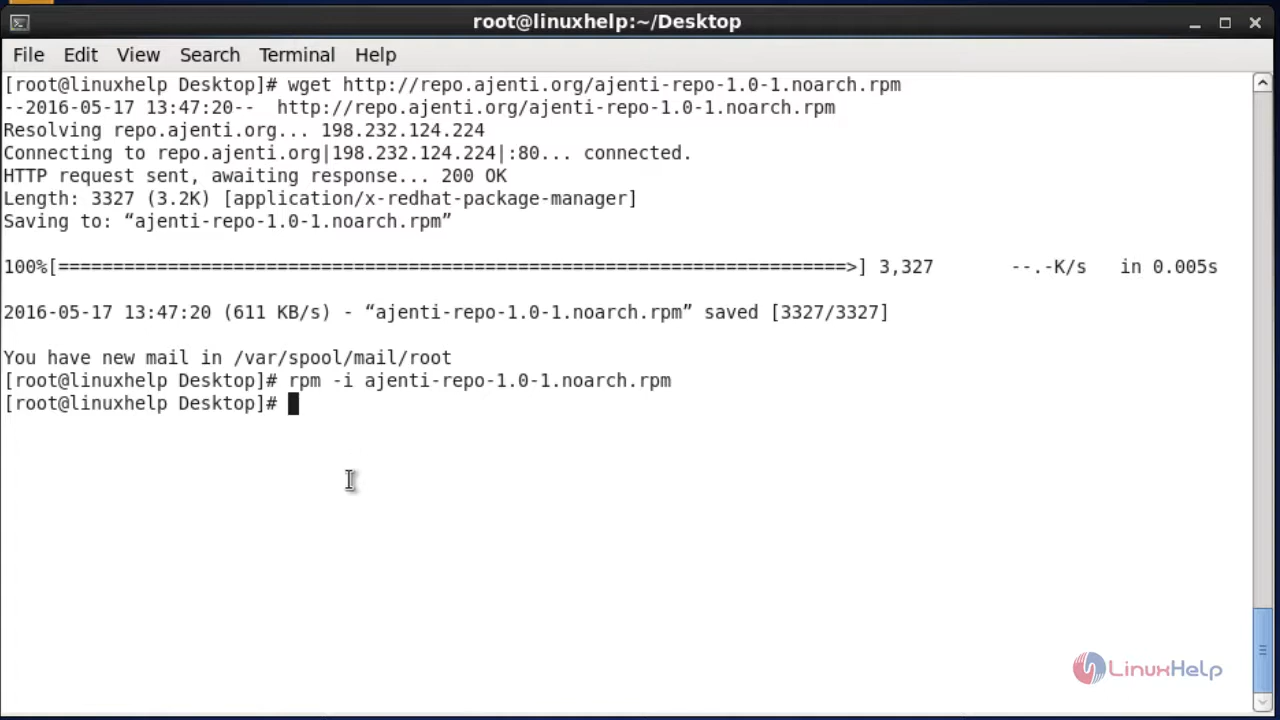 root@linuxhelp:~/Desktop
File Edit View Search Terminal Help
[root@linuxhelp Desktop]# wget http://repo.ajenti.org/ajenti-repo-1.0-1.noarch.rpm
--2016-05-17 13:47:20--  http://repo.ajenti.org/ajenti-repo-1.0-1.noarch.rpm
Resolving repo.ajenti.org... 198.232.124.224
Connecting to repo.ajenti.org|198.232.124.224|:80... connected.
HTTP request sent, awaiting response... 200 OK
Length: 3327 (3.2K) [application/x-redhat-package-manager]
Saving to: “ajenti-repo-1.0-1.noarch.rpm”
100%[========================================================================>] 3,327       --.-K/s   in 0.005s
2016-05-17 13:47:20 (611 KB/s) - “ajenti-repo-1.0-1.noarch.rpm” saved [3327/3327]
You have new mail in /var/spool/mail/root
[root@linuxhelp Desktop]# rpm -i ajenti-repo-1.0-1.noarch.rpm
[root@linuxhelp Desktop]#
LinuxHelp